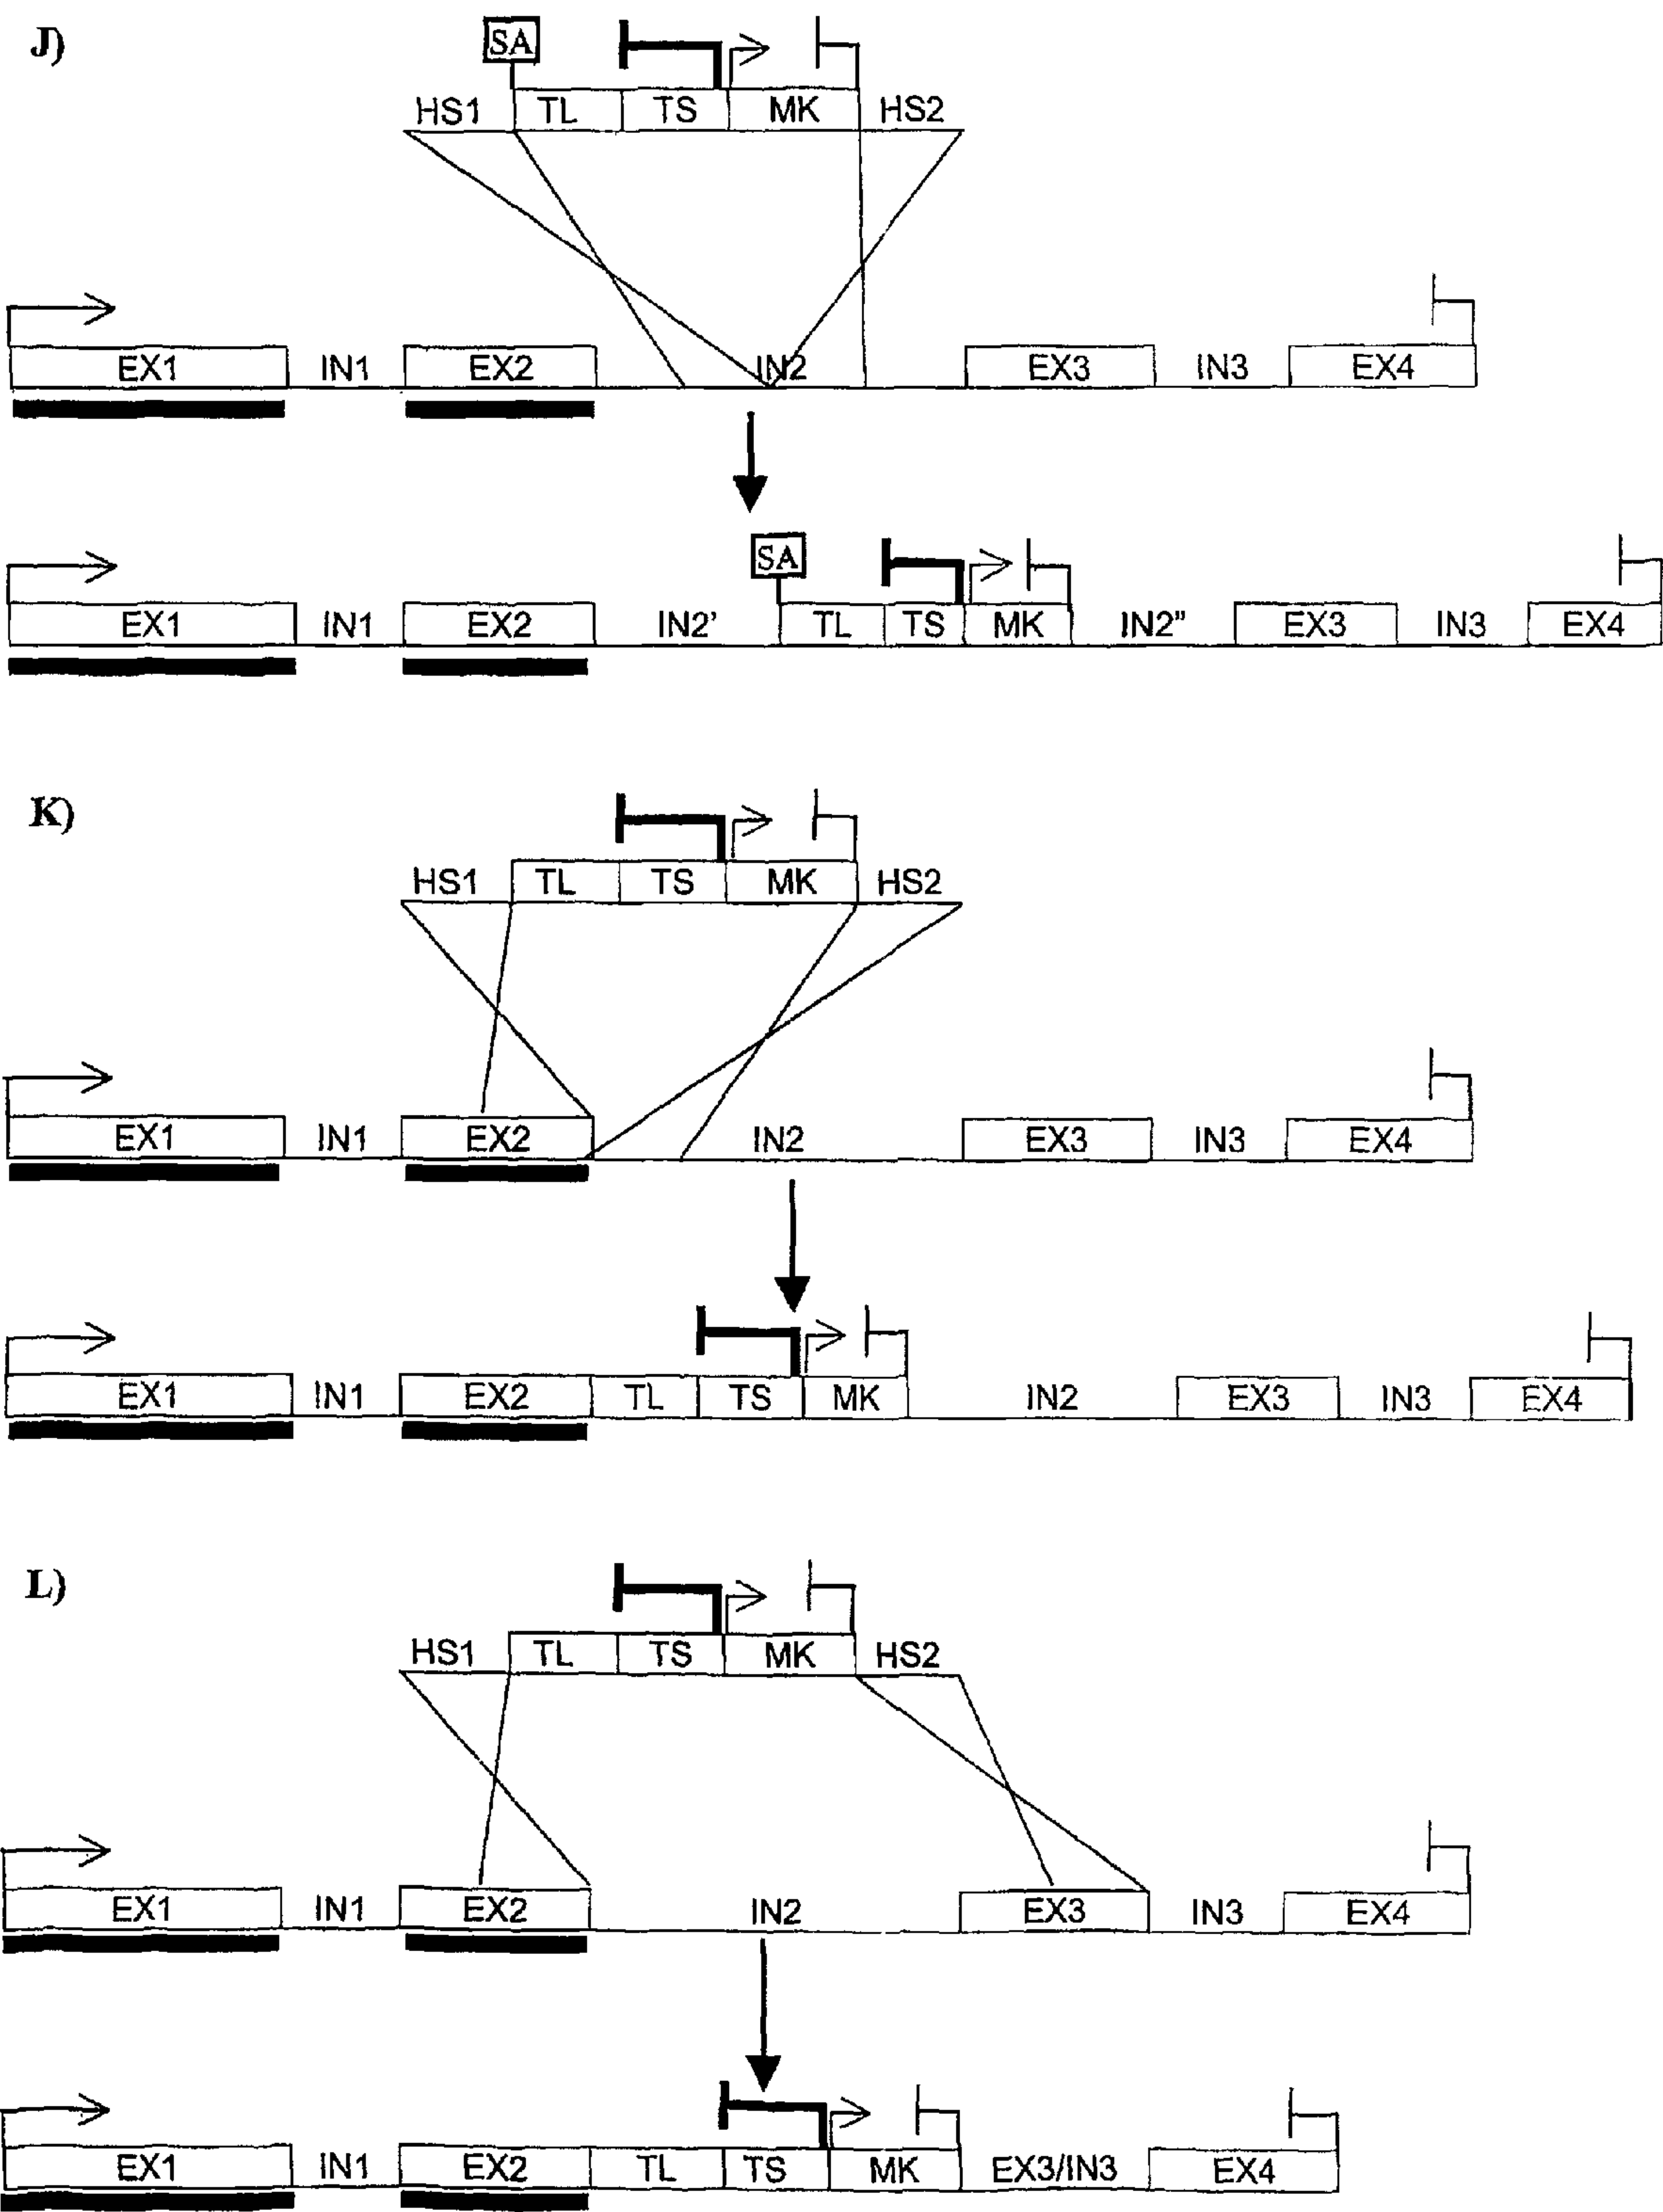 J)
SA
HS1 TL TS MK HS2
EX1 IN1 EX2 IN2 EX3 IN3 EX4
SA
EX1 IN1 EX2 IN2' TL TS MK IN2" EX3 IN3 EX4
K)
HS1 TL TS MK HS2
EX1 IN1 EX2 IN2 EX3 IN3 EX4
EX1 IN1 EX2 TL TS MK IN2 EX3 IN3 EX4
L)
HS1 TL TS MK HS2
EX1 IN1 EX2 IN2 EX3 IN3 EX4
EX1 IN1 EX2 TL TS MK EX3/IN3 EX4